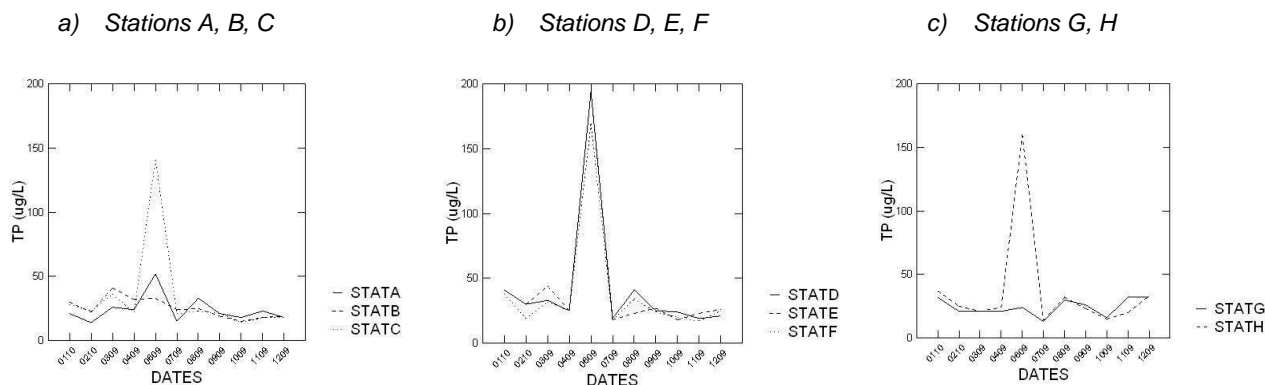 a) Stations A, B, C
b) Stations D, E, F
c) Stations G, H
200
150
100
50
0
TP (ug/L)
0110 0210 0309 0409 0609 0709 0809 0909 1009 1109 1209
DATES
STATA
STATB
STATC
200
150
100
50
0
TP (ug/L)
0110 0210 0309 0409 0609 0709 0809 0909 1009 1109 1209
DATES
STATD
STATE
STATF
200
150
100
50
0
TP (ug/L)
0110 0210 0309 0409 0609 0709 0809 0909 1009 1109 1209
DATES
STATG
STATH